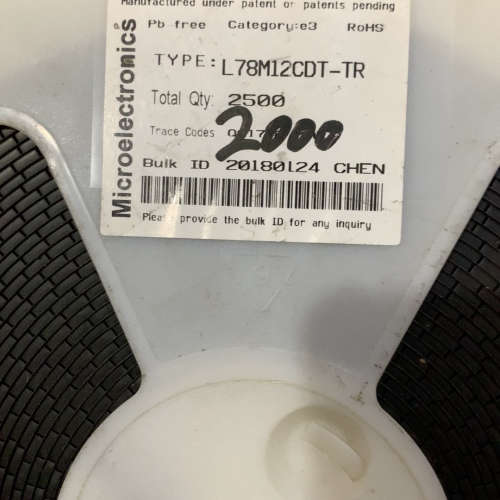 Manufactured under patent or patents pending
Pb free Category:e3 RoHS
TYPE: L78M12CDT-TR
Total Qty: 2500
Trace Codes
2000
Bulk ID 20180124 CHEN
Please provide the bulk ID for any inquiry
Microelectronics